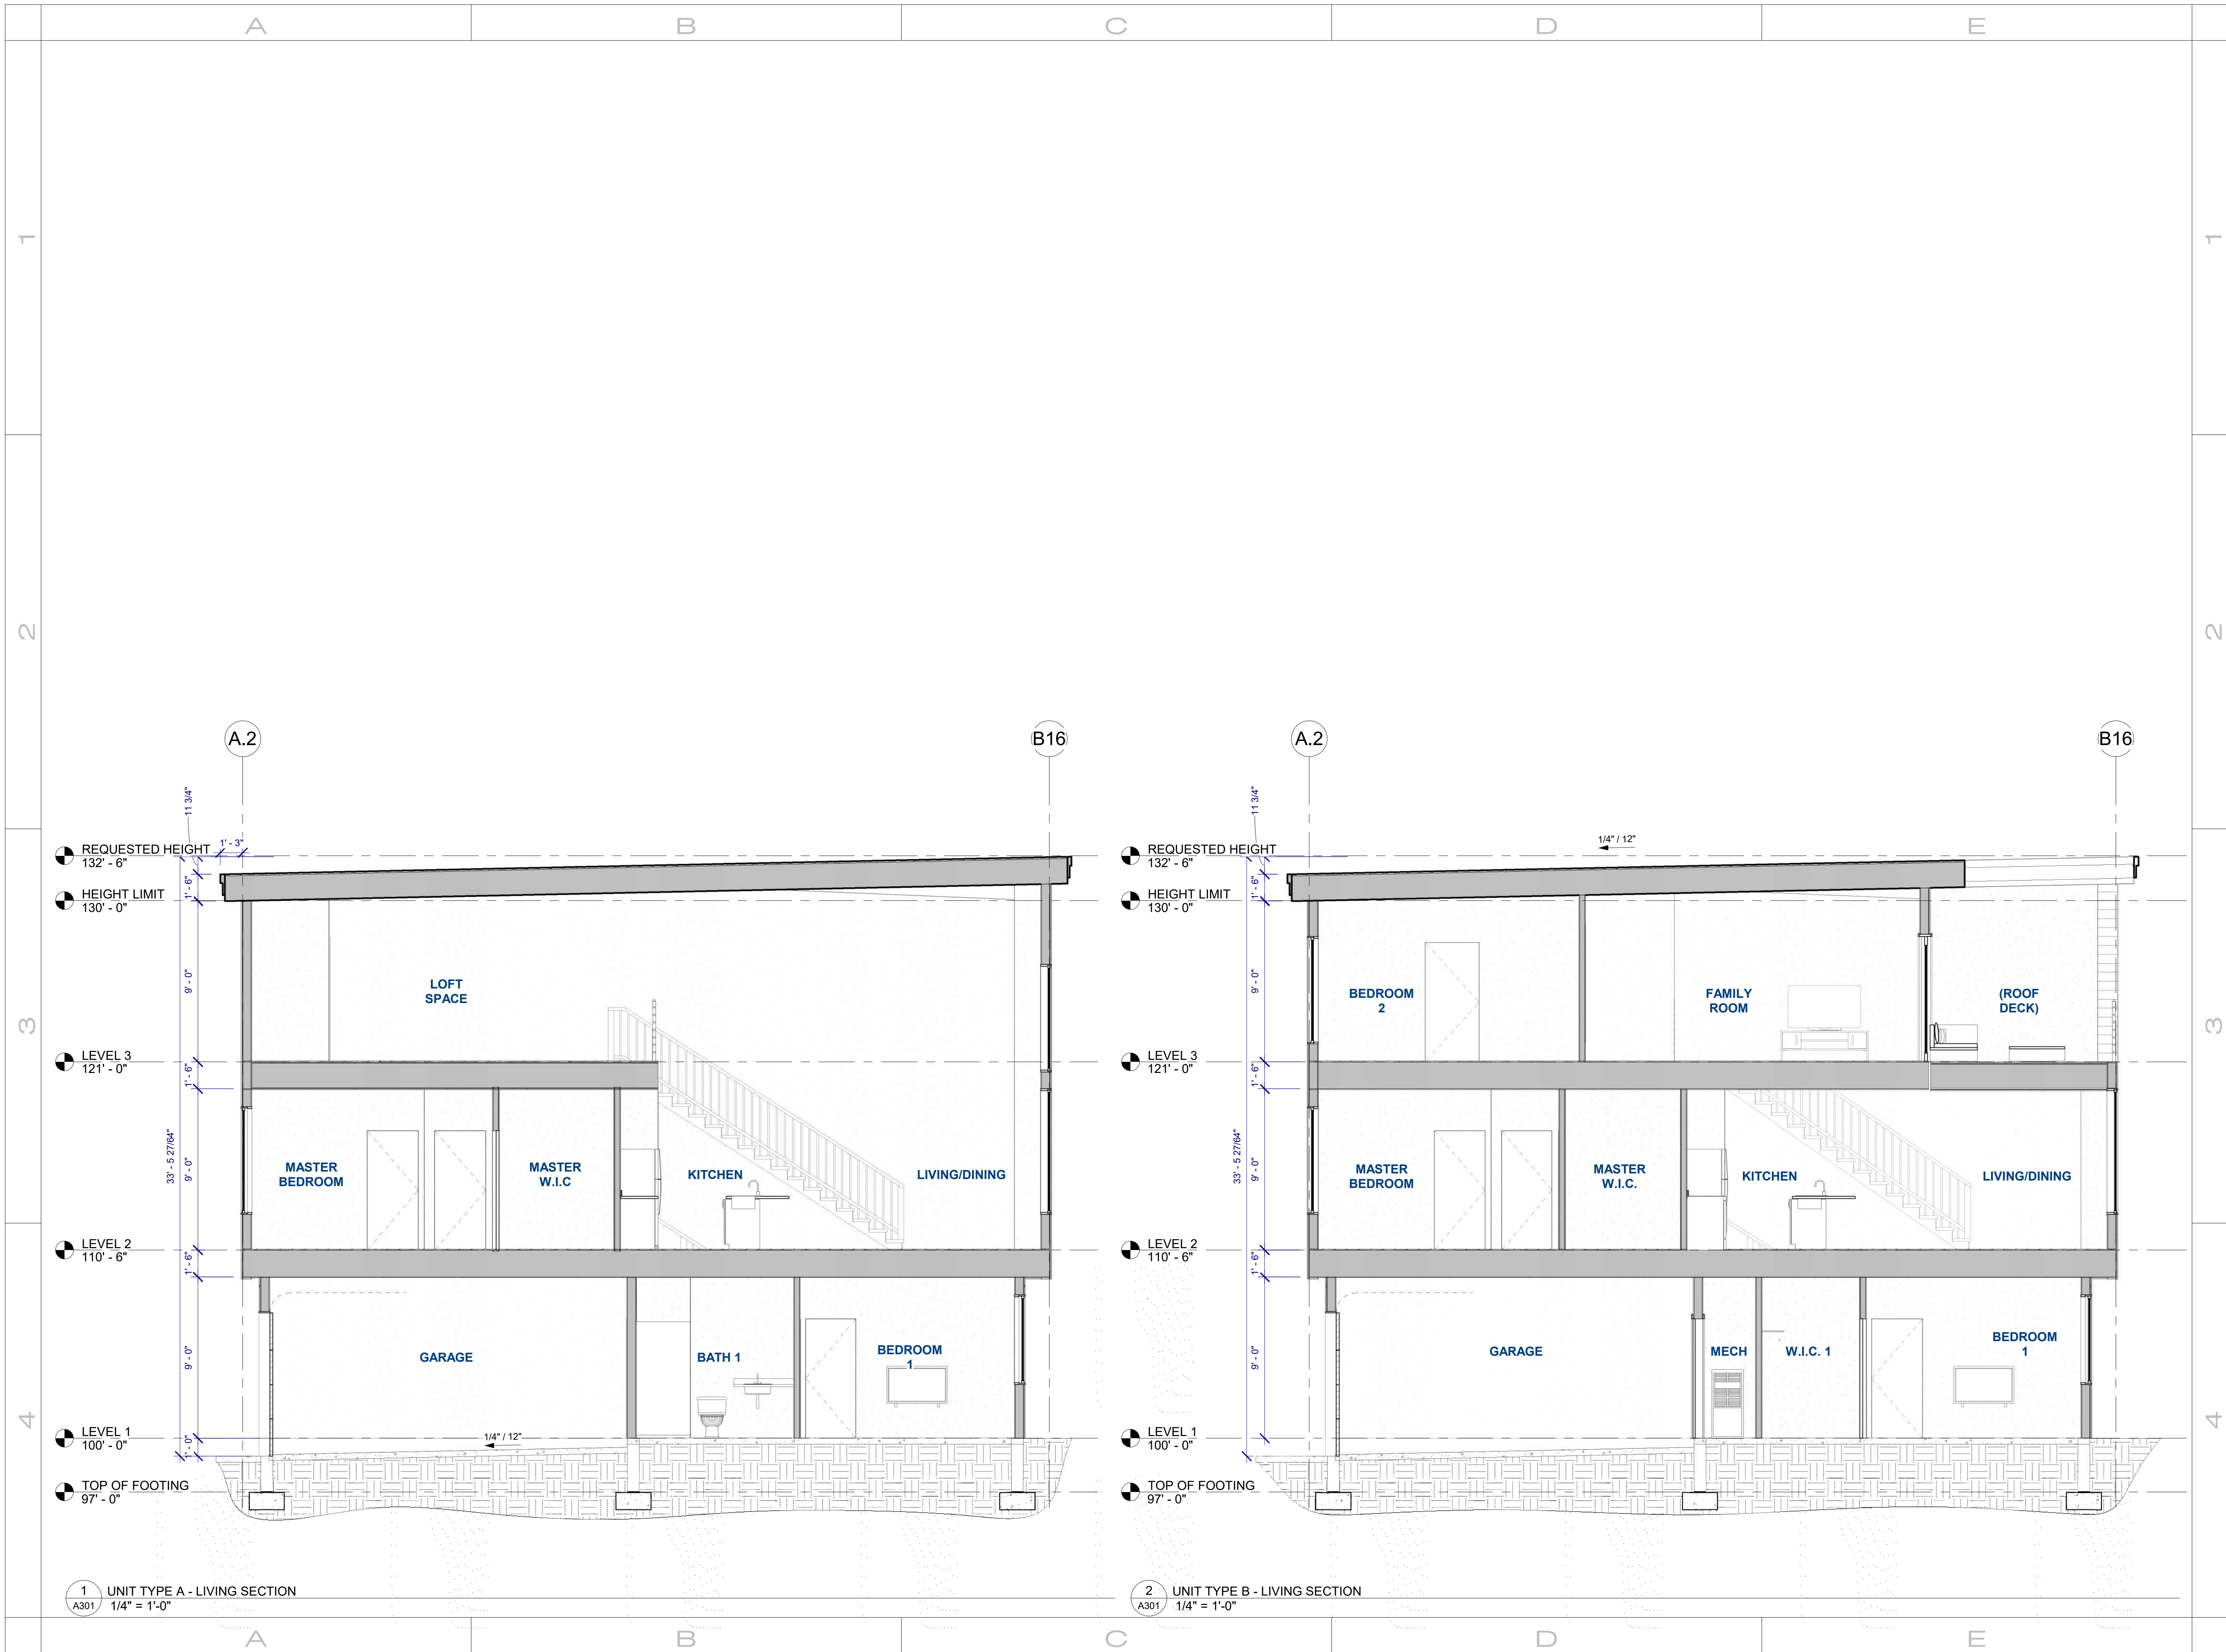 A B C D E
1 1
2 2
3 3
4 4
A.2 B16
11 3/4"
REQUESTED HEIGHT
132' - 6"
1' - 3"
1' - 6"
HEIGHT LIMIT
130' - 0"
9' - 0"
LOFT
SPACE
LEVEL 3
121' - 0"
1' - 6"
33' - 5 27/64"
9' - 0"
MASTER
BEDROOM
MASTER
W.I.C
KITCHEN
LIVING/DINING
LEVEL 2
110' - 6"
1' - 6"
9' - 0"
GARAGE
BATH 1
BEDROOM
1
LEVEL 1
100' - 0"
1' - 0"
1/4" / 12"
TOP OF FOOTING
97' - 0"
1
A301
UNIT TYPE A - LIVING SECTION
1/4" = 1'-0"
A.2 B16
11 3/4"
1/4" / 12"
REQUESTED HEIGHT
132' - 6"
1' - 6"
HEIGHT LIMIT
130' - 0"
9' - 0"
BEDROOM
2
FAMILY
ROOM
(ROOF
DECK)
LEVEL 3
121' - 0"
1' - 6"
33' - 5 27/64"
9' - 0"
MASTER
BEDROOM
MASTER
W.I.C.
KITCHEN
LIVING/DINING
LEVEL 2
110' - 6"
1' - 6"
9' - 0"
GARAGE
MECH
W.I.C. 1
BEDROOM
1
LEVEL 1
100' - 0"
TOP OF FOOTING
97' - 0"
2
A301
UNIT TYPE B - LIVING SECTION
1/4" = 1'-0"
A B C D E